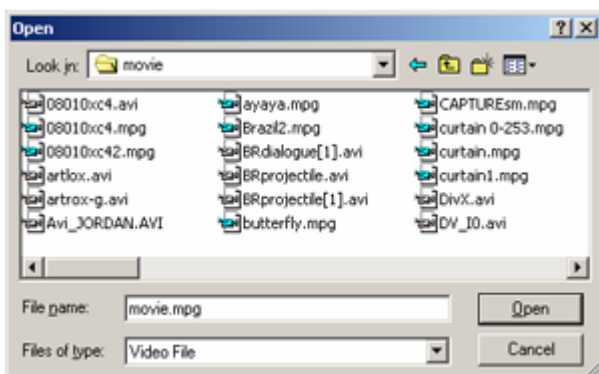 Open
Look in: movie
08010xc4.avi ayaya.mpg CAPTUREsm.mpg
08010xc4.mpg Brazil2.mpg curtain 0-253.mpg
08010xc42.mpg BRdialogue[1].avi curtain.mpg
artlox.avi BRprojectile.avi curtain1.mpg
artrox-g.avi BRprojectile[1].avi DivX.avi
Avi_JORDAN.AVI butterfly.mpg DV_I0.avi
File name: movie.mpg Open
Files of type: Video File Cancel